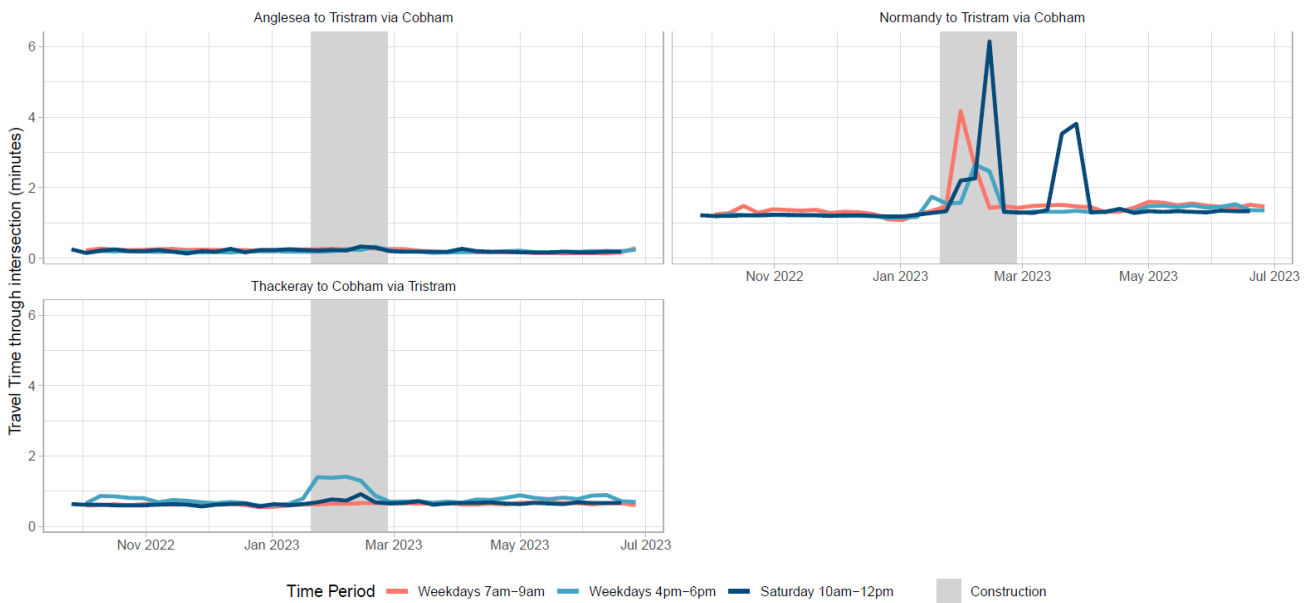 Anglesea to Tristram via Cobham
Normandy to Tristram via Cobham
Travel Time through intersection (minutes)
6
4
2
0
Nov 2022 Jan 2023 Mar 2023 May 2023 Jul 2023
Thackeray to Cobham via Tristram
6
4
2
0
Nov 2022 Jan 2023 Mar 2023 May 2023 Jul 2023
Time Period Weekdays 7am−9am Weekdays 4pm−6pm Saturday 10am−12pm Construction